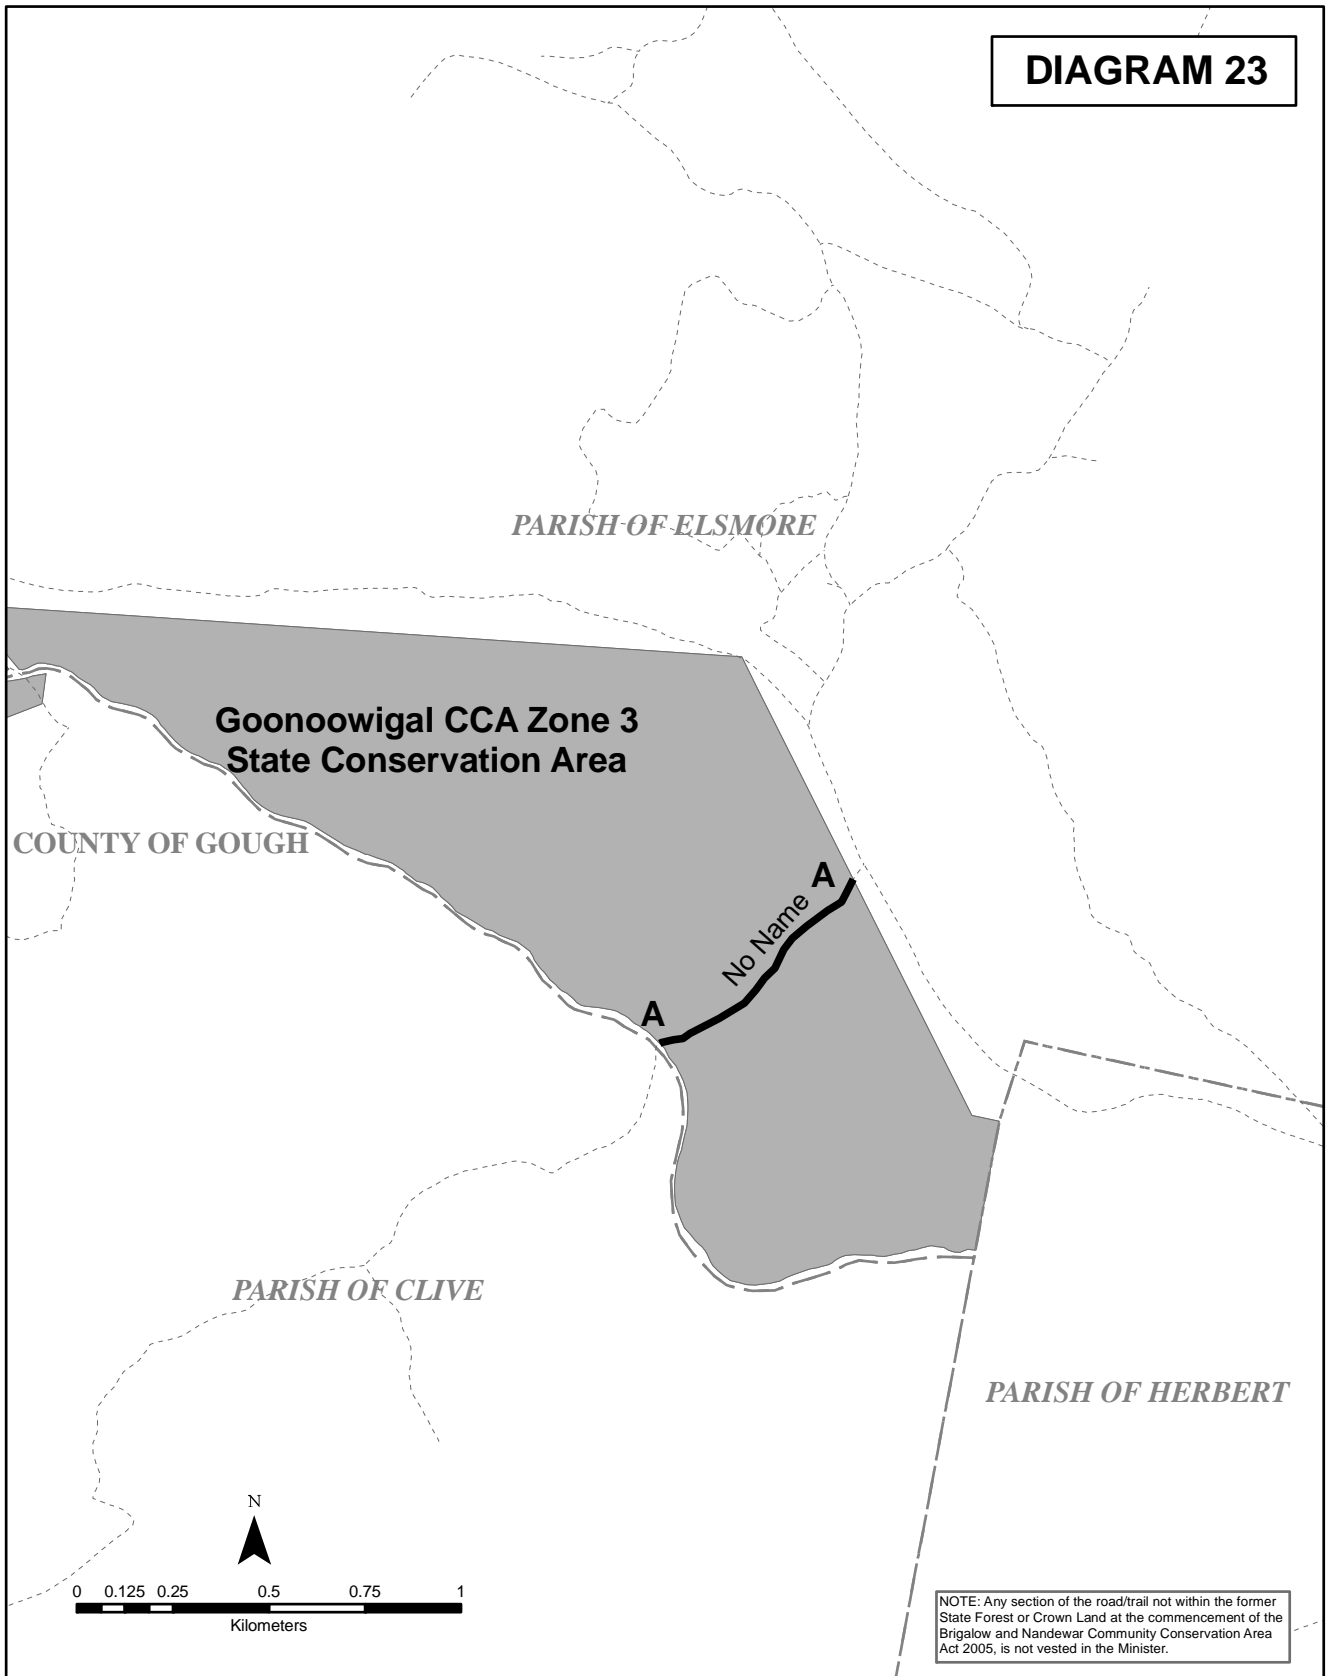 DIAGRAM 23
PARISH OF ELSMORE
Goonoowigal CCA Zone 3
State Conservation Area
COUNTY OF GOUGH
A
No Name
A
PARISH OF CLIVE
PARISH OF HERBERT
N
0 0.125 0.25 0.5 0.75 1
Kilometers
NOTE: Any section of the road/trail not within the former
State Forest or Crown Land at the commencement of the
Brigalow and Nandewar Community Conservation Area
Act 2005, is not vested in the Minister.